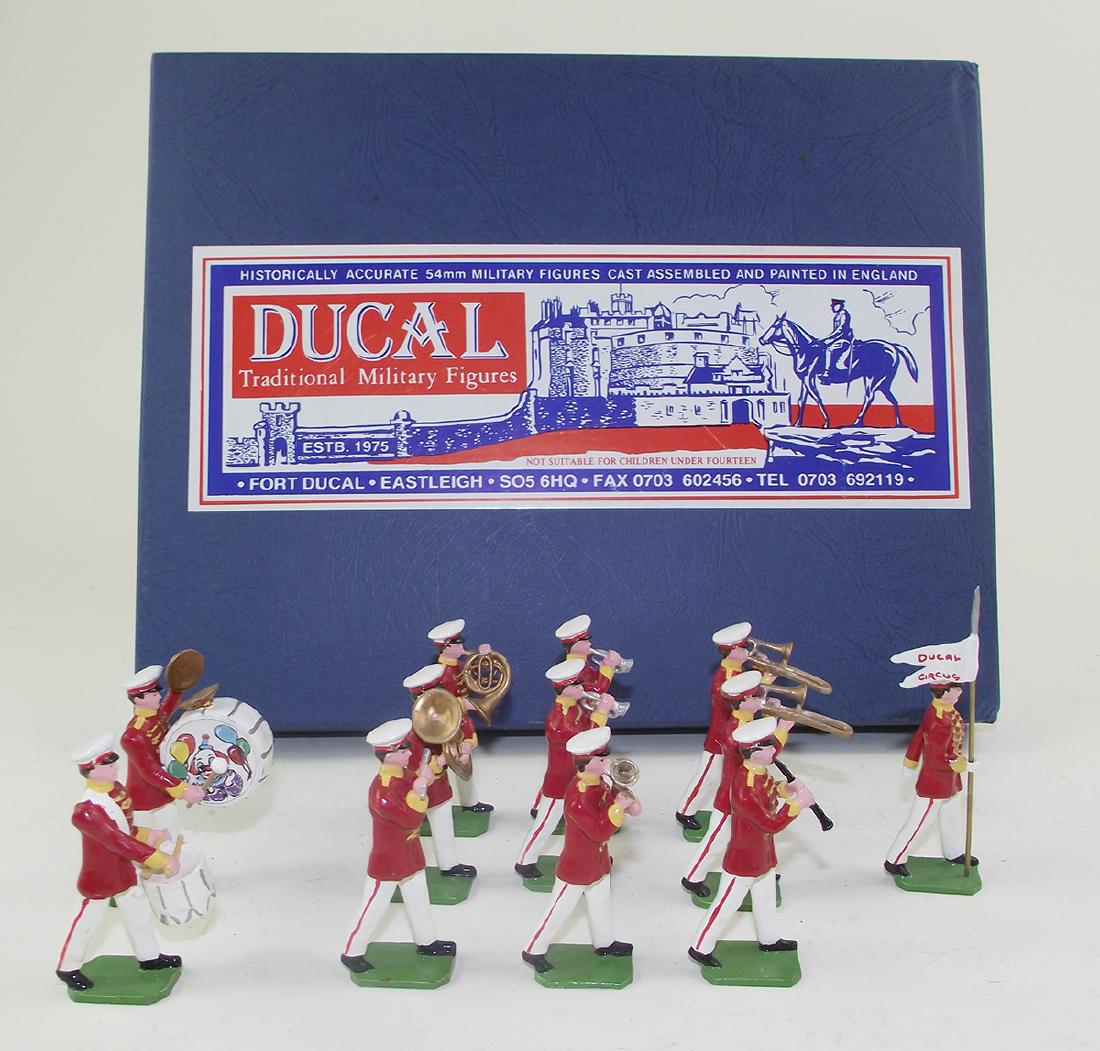 HISTORICALLY ACCURATE 54mm MILITARY FIGURES CAST ASSEMBLED AND PAINTED IN ENGLAND
DUCAL
Traditional Military Figures
ESTB. 1975
NOT SUITABLE FOR CHILDREN UNDER FOURTEEN
• FORT DUCAL • EASTLEIGH • SO5 6HQ • FAX 0703 602456 • TEL 0703 692119 •
DUCAL
CIRCUS